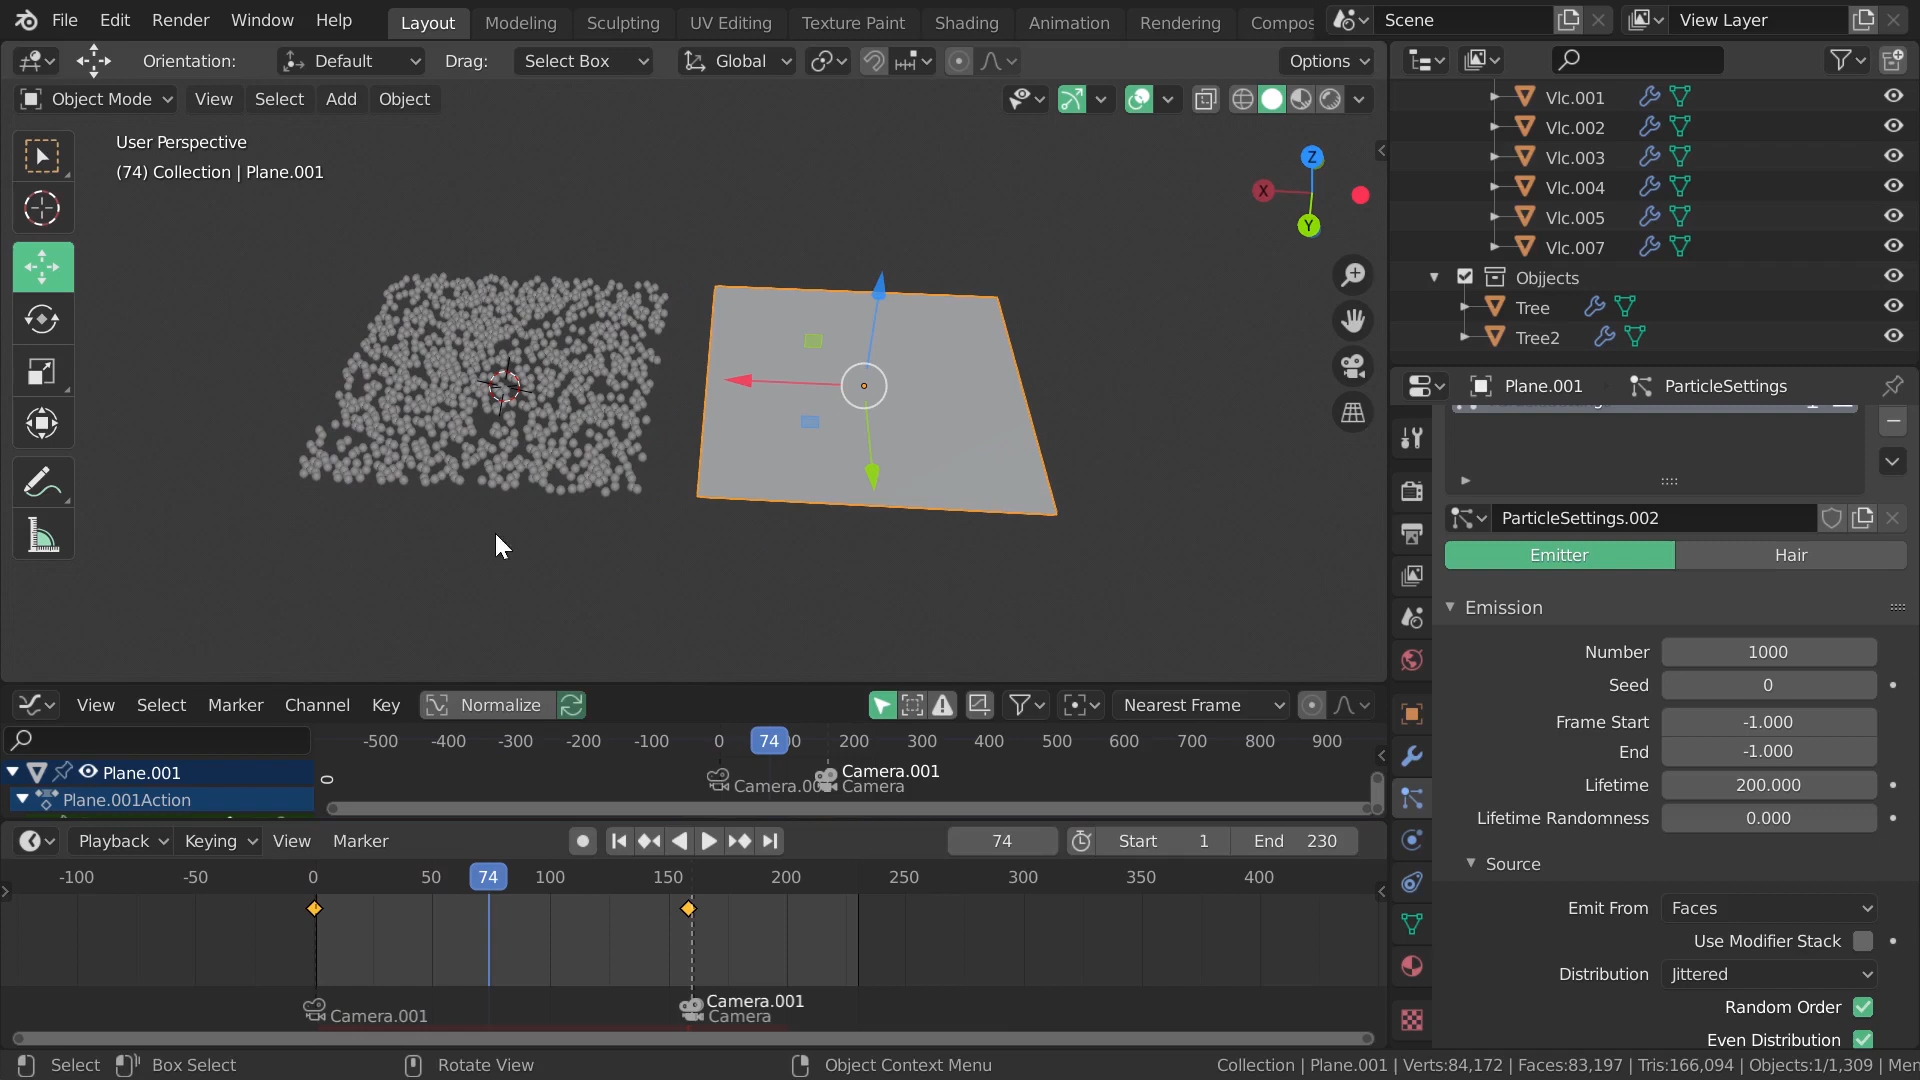 File Edit Render Window Help Layout Modeling Sculpting UV Editing Texture Paint Shading Animation Rendering Compos Scene View Layer
Orientation: Default Drag: Select Box Global Options
Object Mode View Select Add Object
User Perspective
(74) Collection | Plane.001
Z
X
Y
Vlc.001
Vlc.002
Vlc.003
Vlc.004
Vlc.005
Vlc.007
Objjects
Tree
Tree2
Plane.001 ParticleSettings
ParticleSettings.002
Emitter Hair
Emission
Number 1000
Seed 0
Frame Start -1.000
End -1.000
Lifetime 200.000
Lifetime Randomness 0.000
Source
Emit From Faces
Use Modifier Stack
Distribution Jittered
Random Order
Even Distribution
View Select Marker Channel Key Normalize Nearest Frame
-500 -400 -300 -200 -100 0 74 200 300 400 500 600 700 800 900
Plane.001
Plane.001Action
0
Camera.001
Camera
Playback Keying View Marker 74 Start 1 End 230
-100 -50 0 50 74 100 150 200 250 300 350 400
Camera.001
Camera.001
Camera
Select Box Select Rotate View Object Context Menu Collection | Plane.001 | Verts:84,172 | Faces:83,197 | Tris:166,094 | Objects:1/1,309 | Mer